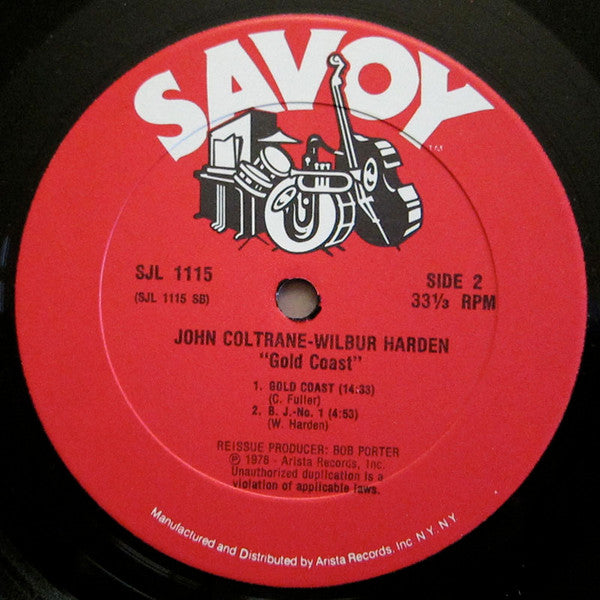 SAVOY
TM
SJL 1115
(SJL 1115 SB)
SIDE 2
33⅓ RPM
JOHN COLTRANE-WILBUR HARDEN
"Gold Coast"
1. GOLD COAST (14:33)
(C. Fuller)
2. B. J.-No. 1 (4:53)
(W. Harden)
REISSUE PRODUCER: BOB PORTER
℗ 1978 - Arista Records, Inc.
Unauthorized duplication is a
violation of applicable laws.
Manufactured and Distributed by Arista Records, Inc N.Y. N.Y